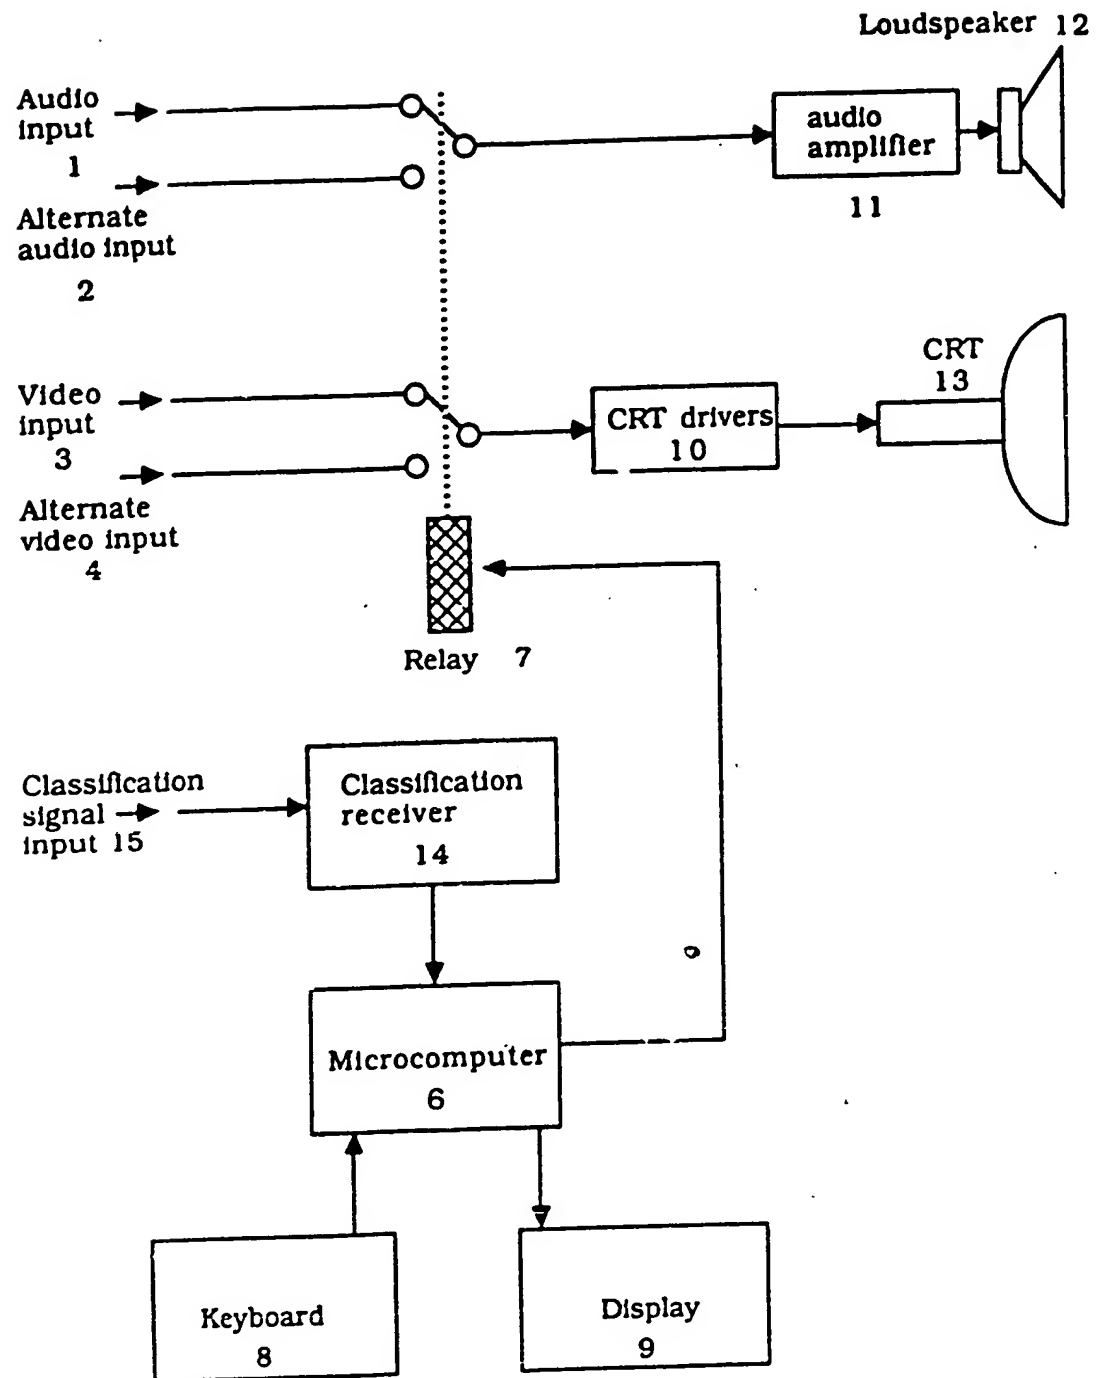 Loudspeaker 12
Audio
input
1
Alternate
audio input
2
audio
amplifier
11
Video
input
3
Alternate
video input
4
CRT drivers
10
CRT
13
Relay 7
Classification
signal
input 15
Classification
receiver
14
Microcomputer
6
Keyboard
8
Display
9